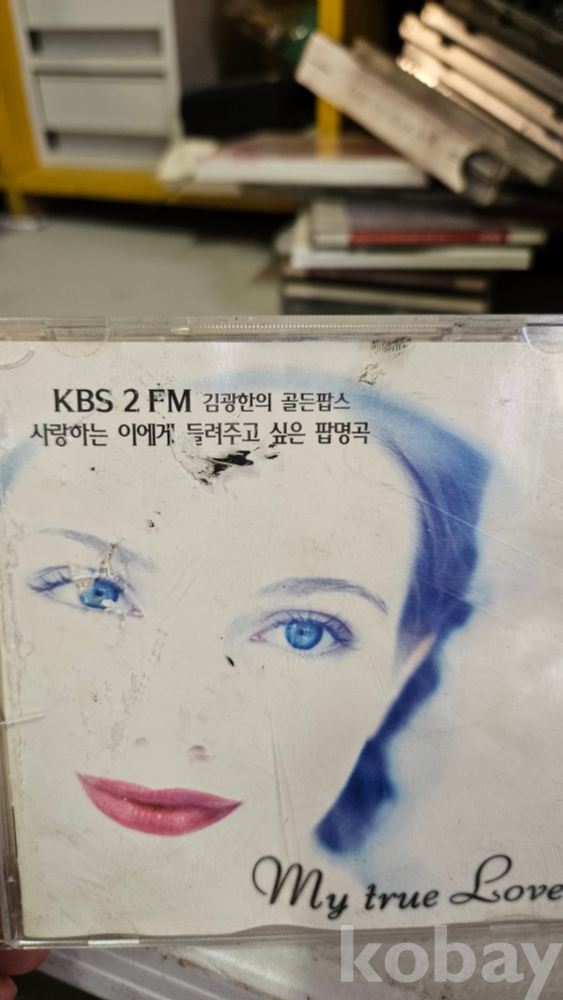 KBS 2 FM 김광한의 골든팝스
사랑하는 이에게 들려주고 싶은 팝명곡
My true Love
kobay